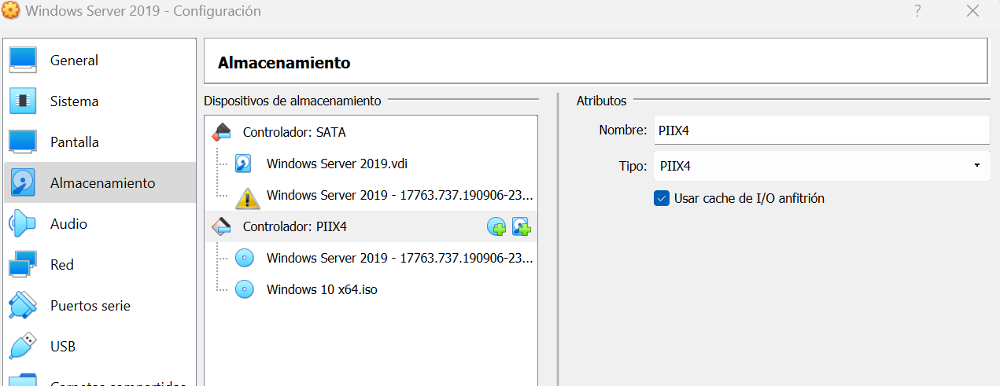 Windows Server 2019 - Configuración
?
General
Sistema
Pantalla
Almacenamiento
Audio
Red
Puertos serie
USB
Carpetas compartidas
Almacenamiento
Dispositivos de almacenamiento
Controlador: SATA
Windows Server 2019.vdi
Windows Server 2019 - 17763.737.190906-23...
Controlador: PIIX4
Windows Server 2019 - 17763.737.190906-23...
Windows 10 x64.iso
Atributos
Nombre: PIIX4
Tipo: PIIX4
Usar cache de I/O anfitrión